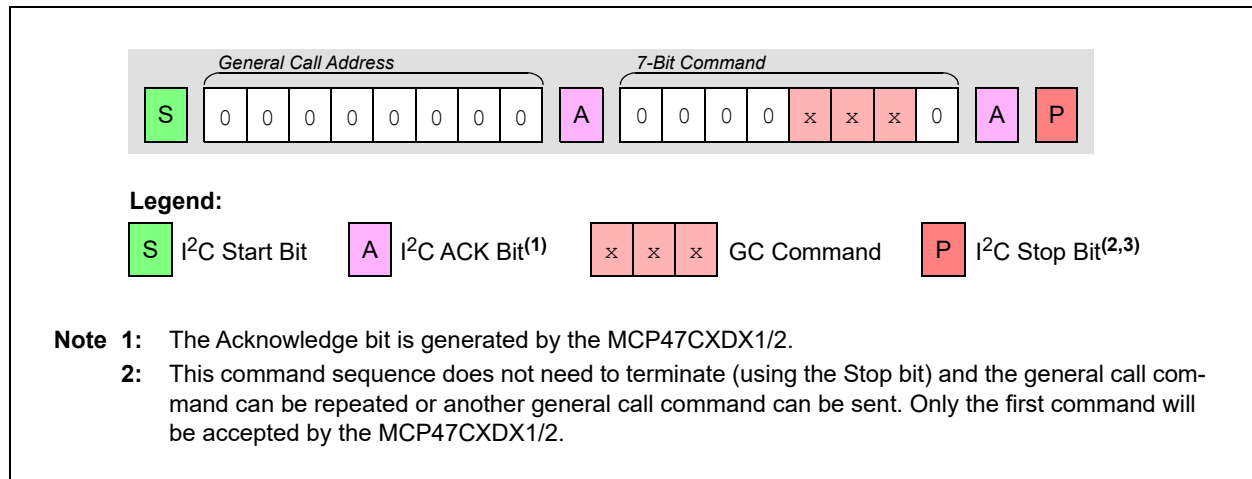 General Call Address 7-Bit Command
S 0 0 0 0 0 0 0 0 A 0 0 0 0 x x x 0 A P
Legend:
S I²C Start Bit A I²C ACK Bit(1) x x x GC Command P I²C Stop Bit(2,3)
Note 1: The Acknowledge bit is generated by the MCP47CXDX1/2.
2: This command sequence does not need to terminate (using the Stop bit) and the general call com-
mand can be repeated or another general call command can be sent. Only the first command will
be accepted by the MCP47CXDX1/2.